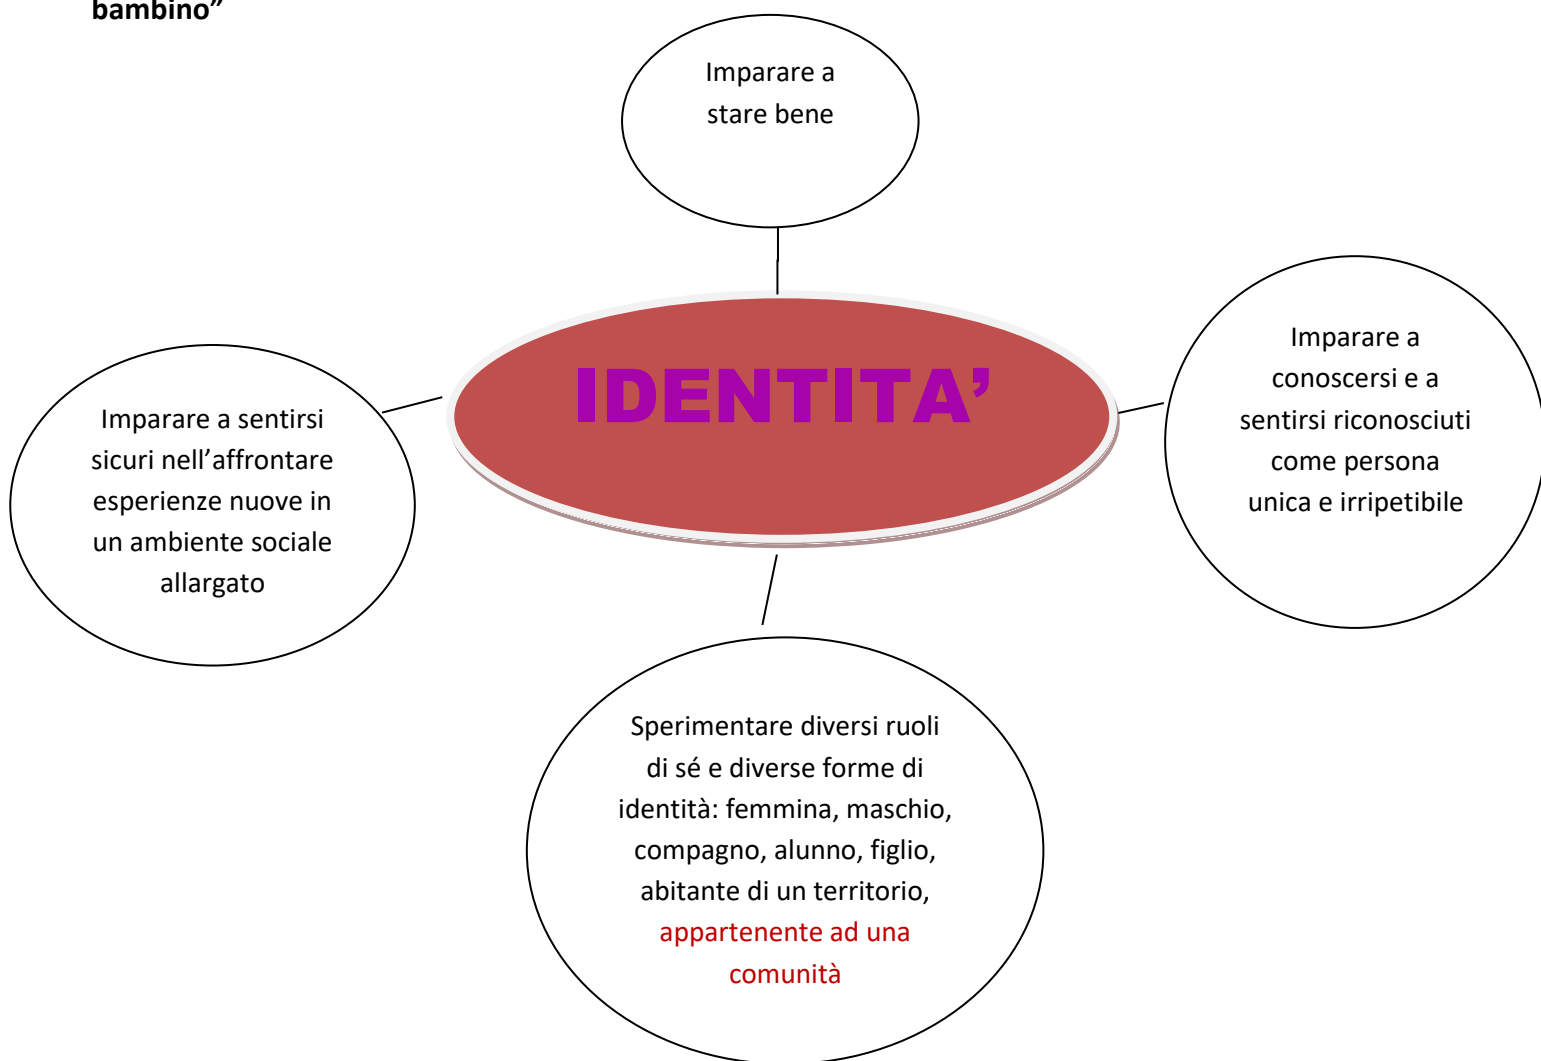 bambino”
Imparare a
stare bene
IDENTITA’
Imparare a
conoscersi e a
sentirsi riconosciuti
come persona
unica e irripetibile
Imparare a sentirsi
sicuri nell’affrontare
esperienze nuove in
un ambiente sociale
allargato
Sperimentare diversi ruoli
di sé e diverse forme di
identità: femmina, maschio,
compagno, alunno, figlio,
abitante di un territorio,
appartenente ad una
comunità